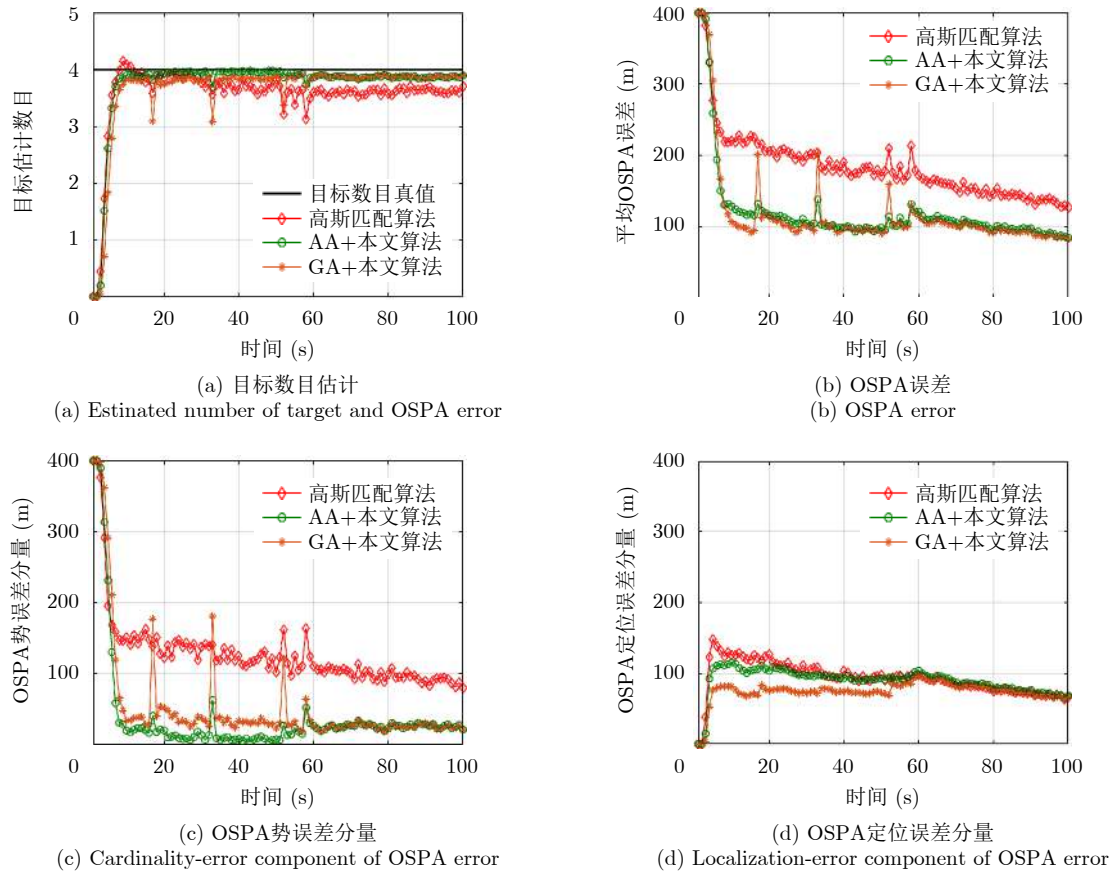 5
4
3
2
1
目标估计数目
目标数目真值
高斯匹配算法
AA+本文算法
GA+本文算法
0 20 40 60 80 100
时间 (s)
(a) 目标数目估计
(a) Estinated number of target and OSPA error
400
300
200
100
平均OSPA误差 (m)
高斯匹配算法
AA+本文算法
GA+本文算法
0 20 40 60 80 100
时间 (s)
(b) OSPA误差
(b) OSPA error
400
300
200
100
OSPA势误差分量 (m)
高斯匹配算法
AA+本文算法
GA+本文算法
0 20 40 60 80 100
时间 (s)
(c) OSPA势误差分量
(c) Cardinality-error component of OSPA error
400
300
200
100
OSPA定位误差分量 (m)
高斯匹配算法
AA+本文算法
GA+本文算法
0 20 40 60 80 100
时间 (s)
(d) OSPA定位误差分量
(d) Localization-error component of OSPA error